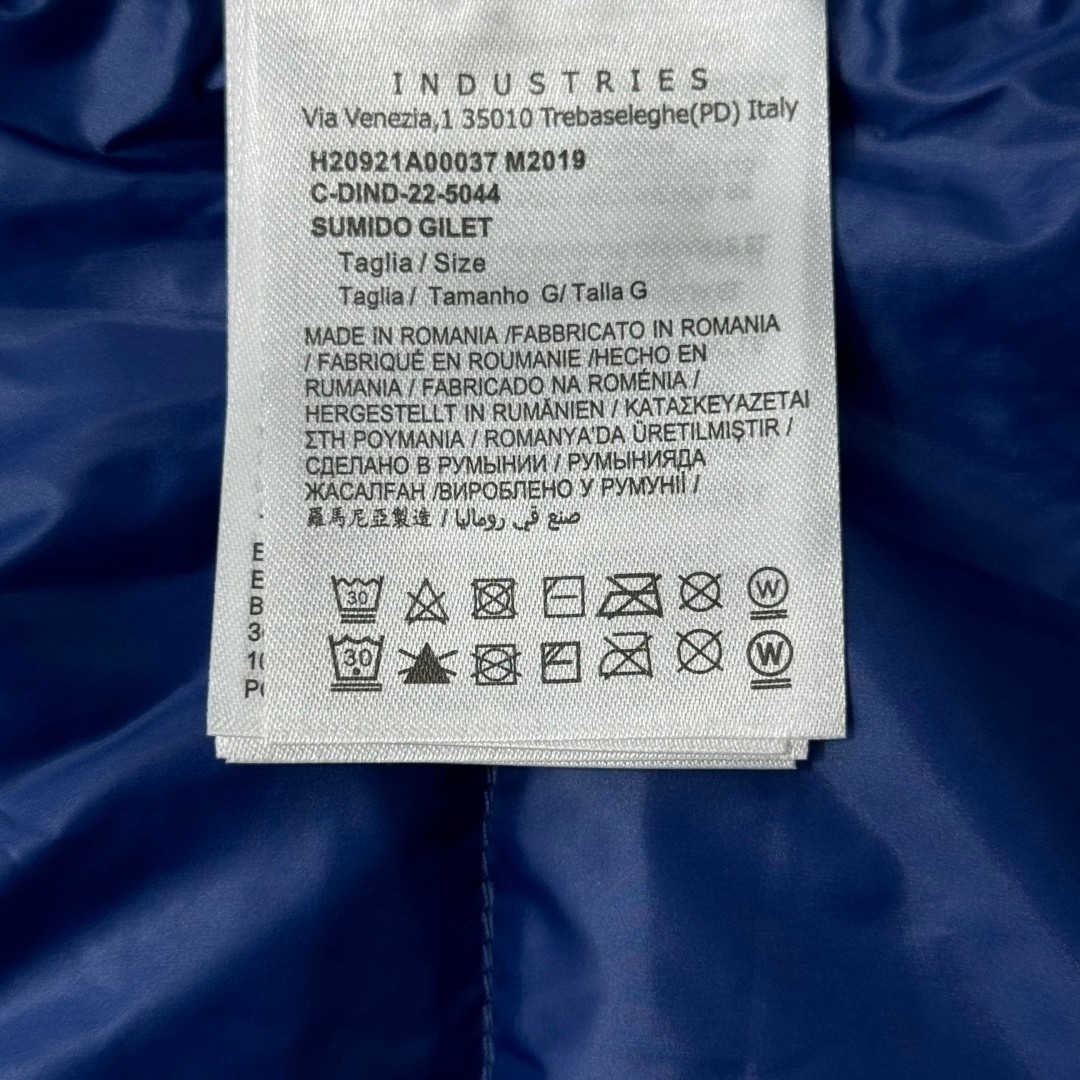 INDUSTRIES
Via Venezia,1 35010 Trebaseleghe(PD) Italy
H20921A00037 M2019
C-DIND-22-5044
SUMIDO GILET
Taglia / Size
Taglia / Tamanho G/ Talla G
MADE IN ROMANIA /FABBRICATO IN ROMANIA
/ FABRIQUÉ EN ROUMANIE /HECHO EN
RUMANIA / FABRICADO NA ROMÉNIA /
HERGESTELLT IN RUMÄNIEN / ΚΑΤΑΣΚΕΥΑΖΕΤΑΙ
ΣΤΗ ΡΟΥΜΑΝΙΑ / ROMANYA'DA ÜRETILMIŞTIR /
СДЕЛАНО В РУМЫНИИ / РУМЫНИЯДА
ЖАСАЛҒАН /ВИРОБЛЕНО У РУМУНІЇ /
羅馬尼亞製造 / صنع في رومانيا
E
E
B
3
10
P
30 W
30 W